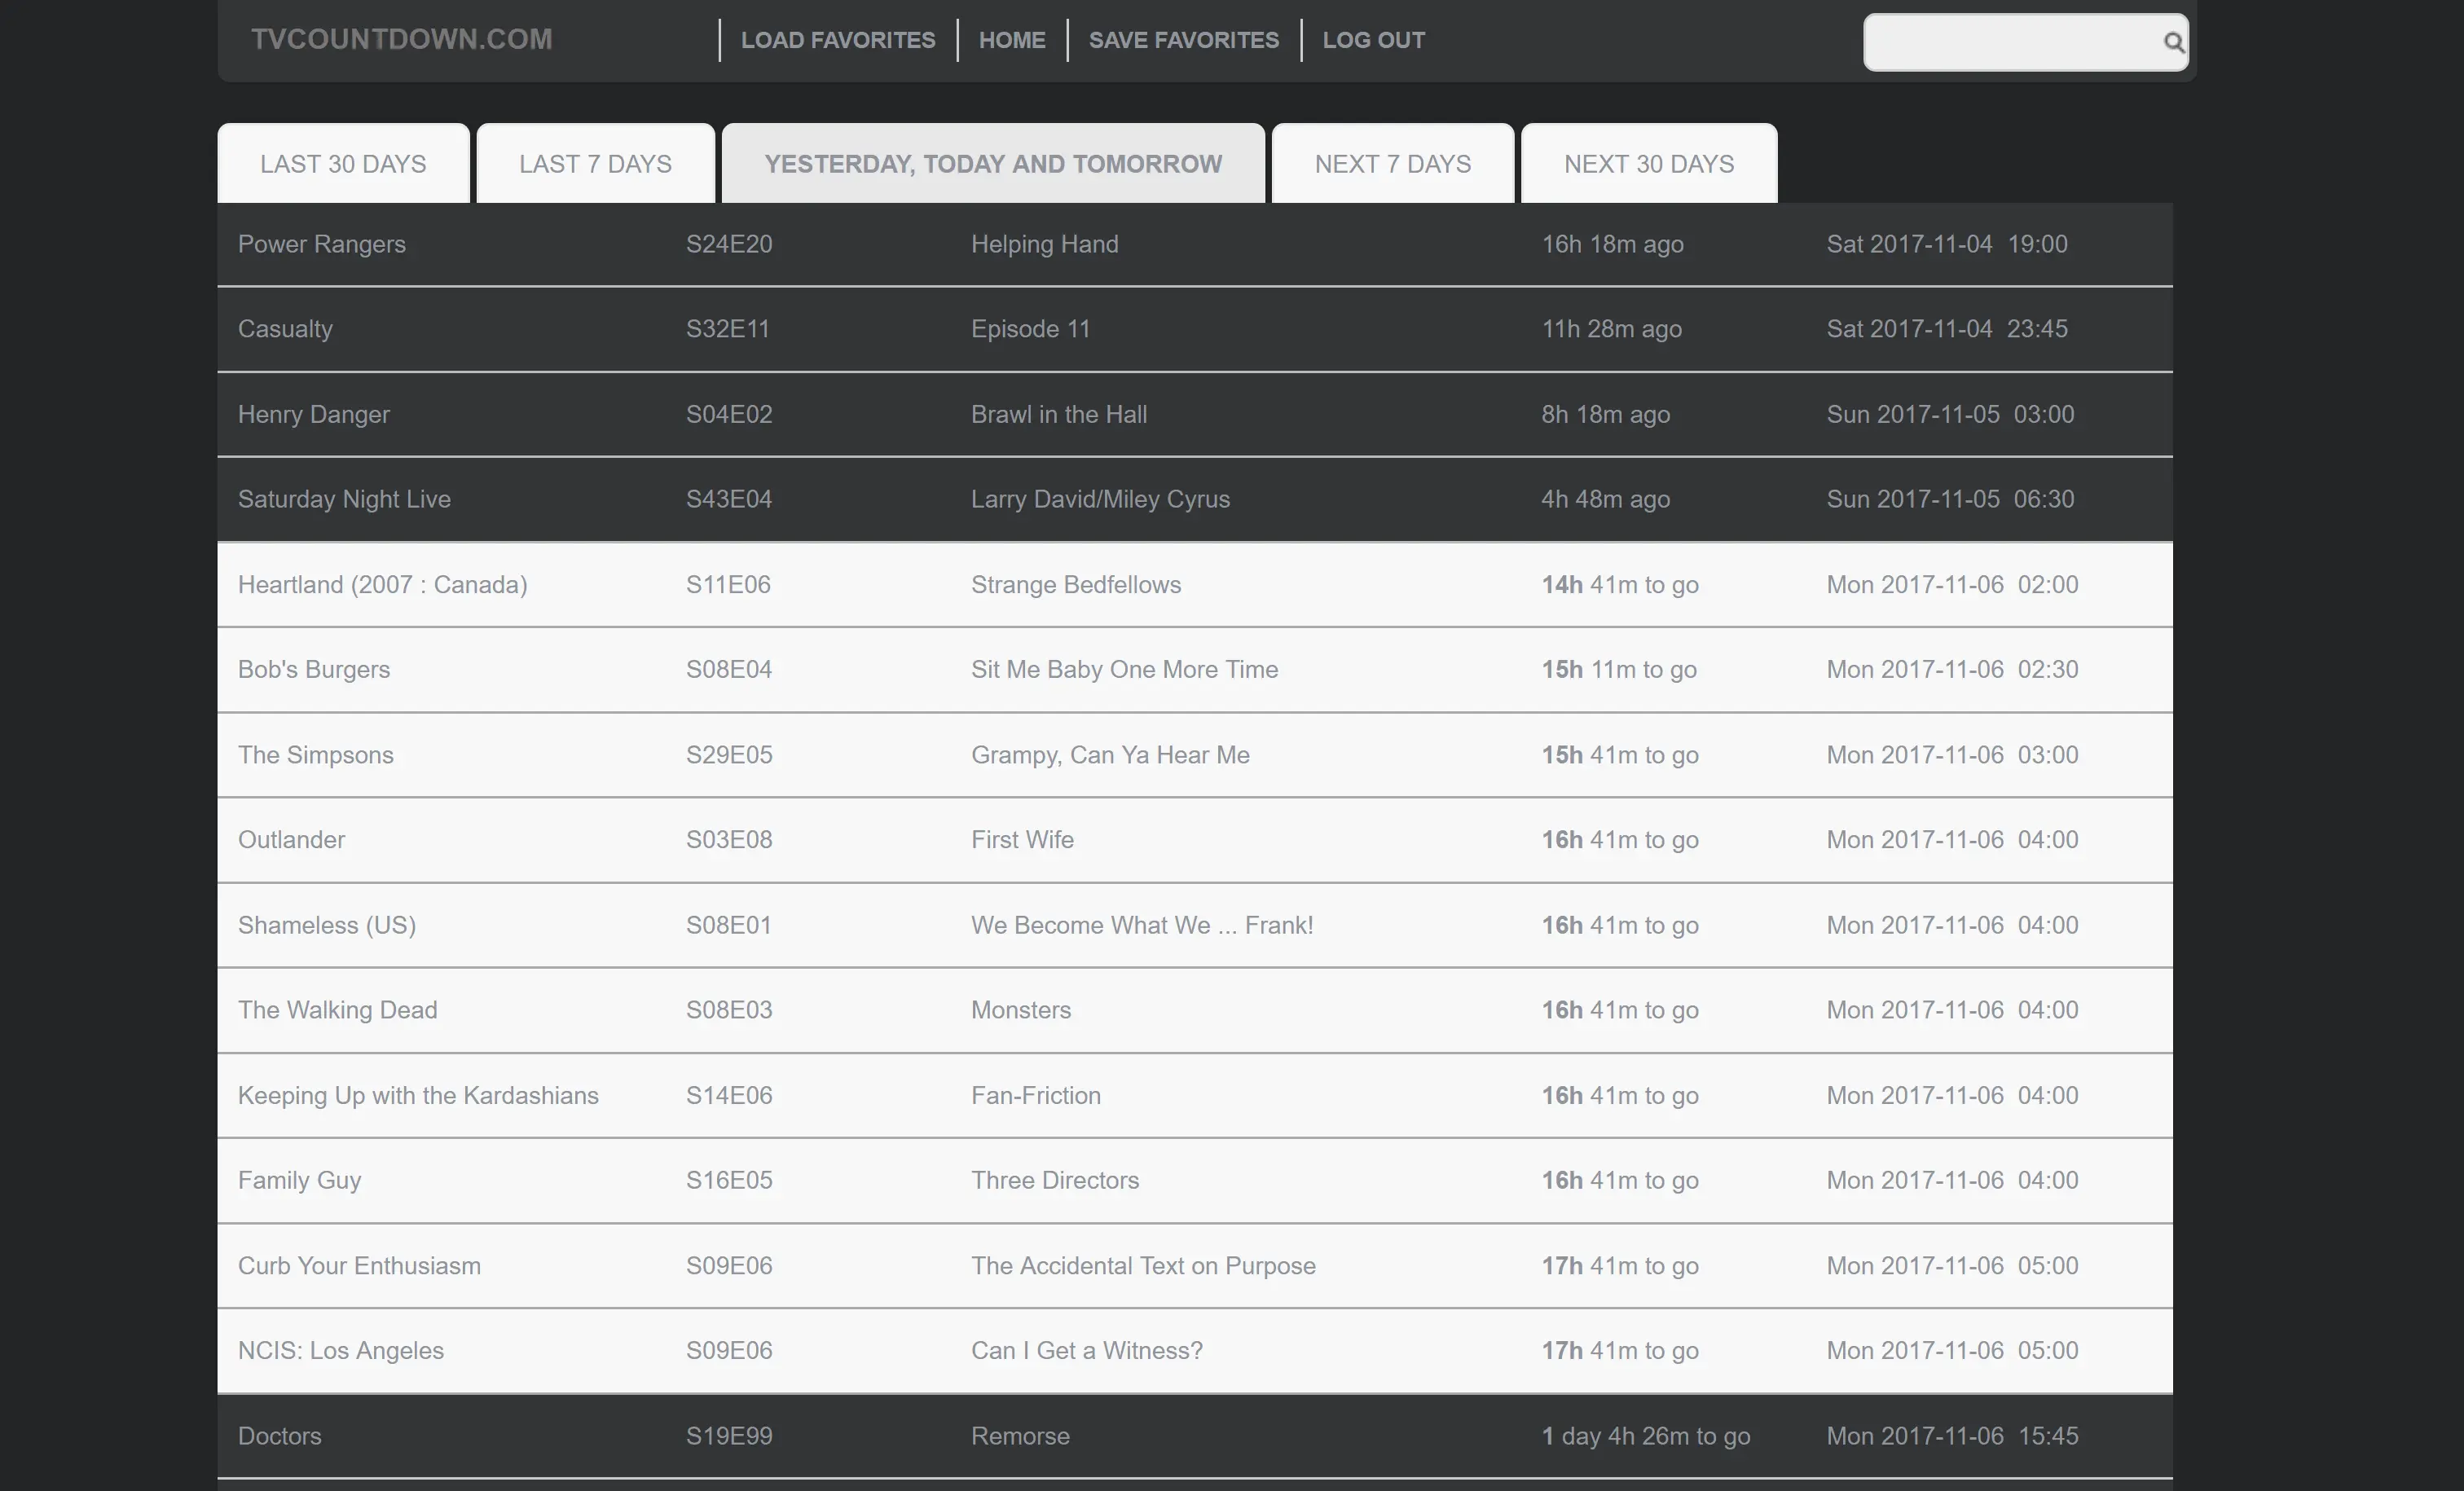 TVCOUNTDOWN.COM LOAD FAVORITES HOME SAVE FAVORITES LOG OUT
LAST 30 DAYS LAST 7 DAYS YESTERDAY, TODAY AND TOMORROW NEXT 7 DAYS NEXT 30 DAYS
Power Rangers S24E20 Helping Hand 16h 18m ago Sat 2017-11-04 19:00
Casualty S32E11 Episode 11 11h 28m ago Sat 2017-11-04 23:45
Henry Danger S04E02 Brawl in the Hall 8h 18m ago Sun 2017-11-05 03:00
Saturday Night Live S43E04 Larry David/Miley Cyrus 4h 48m ago Sun 2017-11-05 06:30
Heartland (2007 : Canada) S11E06 Strange Bedfellows 14h 41m to go Mon 2017-11-06 02:00
Bob's Burgers S08E04 Sit Me Baby One More Time 15h 11m to go Mon 2017-11-06 02:30
The Simpsons S29E05 Grampy, Can Ya Hear Me 15h 41m to go Mon 2017-11-06 03:00
Outlander S03E08 First Wife 16h 41m to go Mon 2017-11-06 04:00
Shameless (US) S08E01 We Become What We ... Frank! 16h 41m to go Mon 2017-11-06 04:00
The Walking Dead S08E03 Monsters 16h 41m to go Mon 2017-11-06 04:00
Keeping Up with the Kardashians S14E06 Fan-Friction 16h 41m to go Mon 2017-11-06 04:00
Family Guy S16E05 Three Directors 16h 41m to go Mon 2017-11-06 04:00
Curb Your Enthusiasm S09E06 The Accidental Text on Purpose 17h 41m to go Mon 2017-11-06 05:00
NCIS: Los Angeles S09E06 Can I Get a Witness? 17h 41m to go Mon 2017-11-06 05:00
Doctors S19E99 Remorse 1 day 4h 26m to go Mon 2017-11-06 15:45